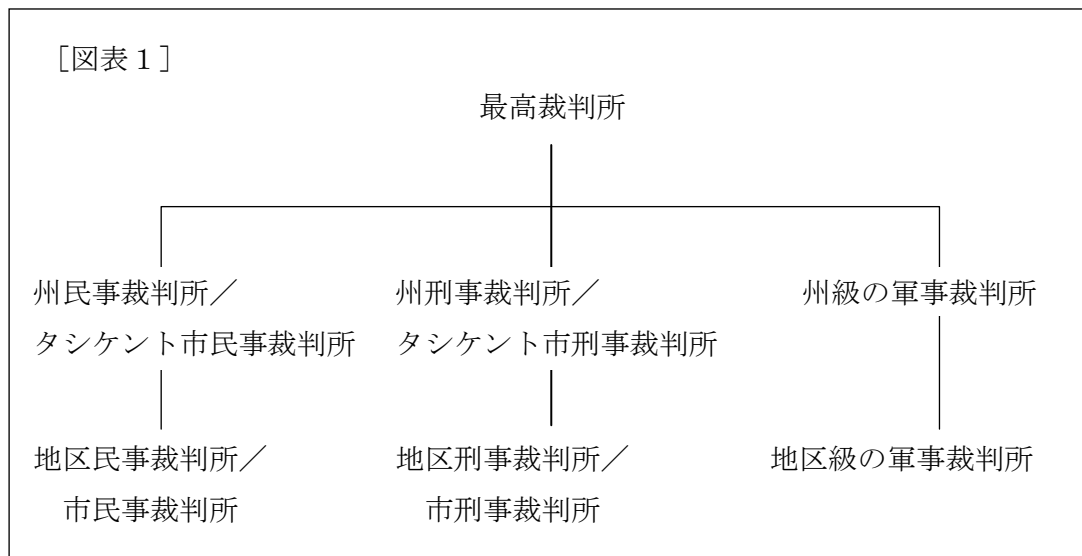 ［図表１］
最高裁判所
州民事裁判所／
タシケント市民事裁判所
州刑事裁判所／
タシケント市刑事裁判所
州級の軍事裁判所
地区民事裁判所／
市民事裁判所
地区刑事裁判所／
市刑事裁判所
地区級の軍事裁判所